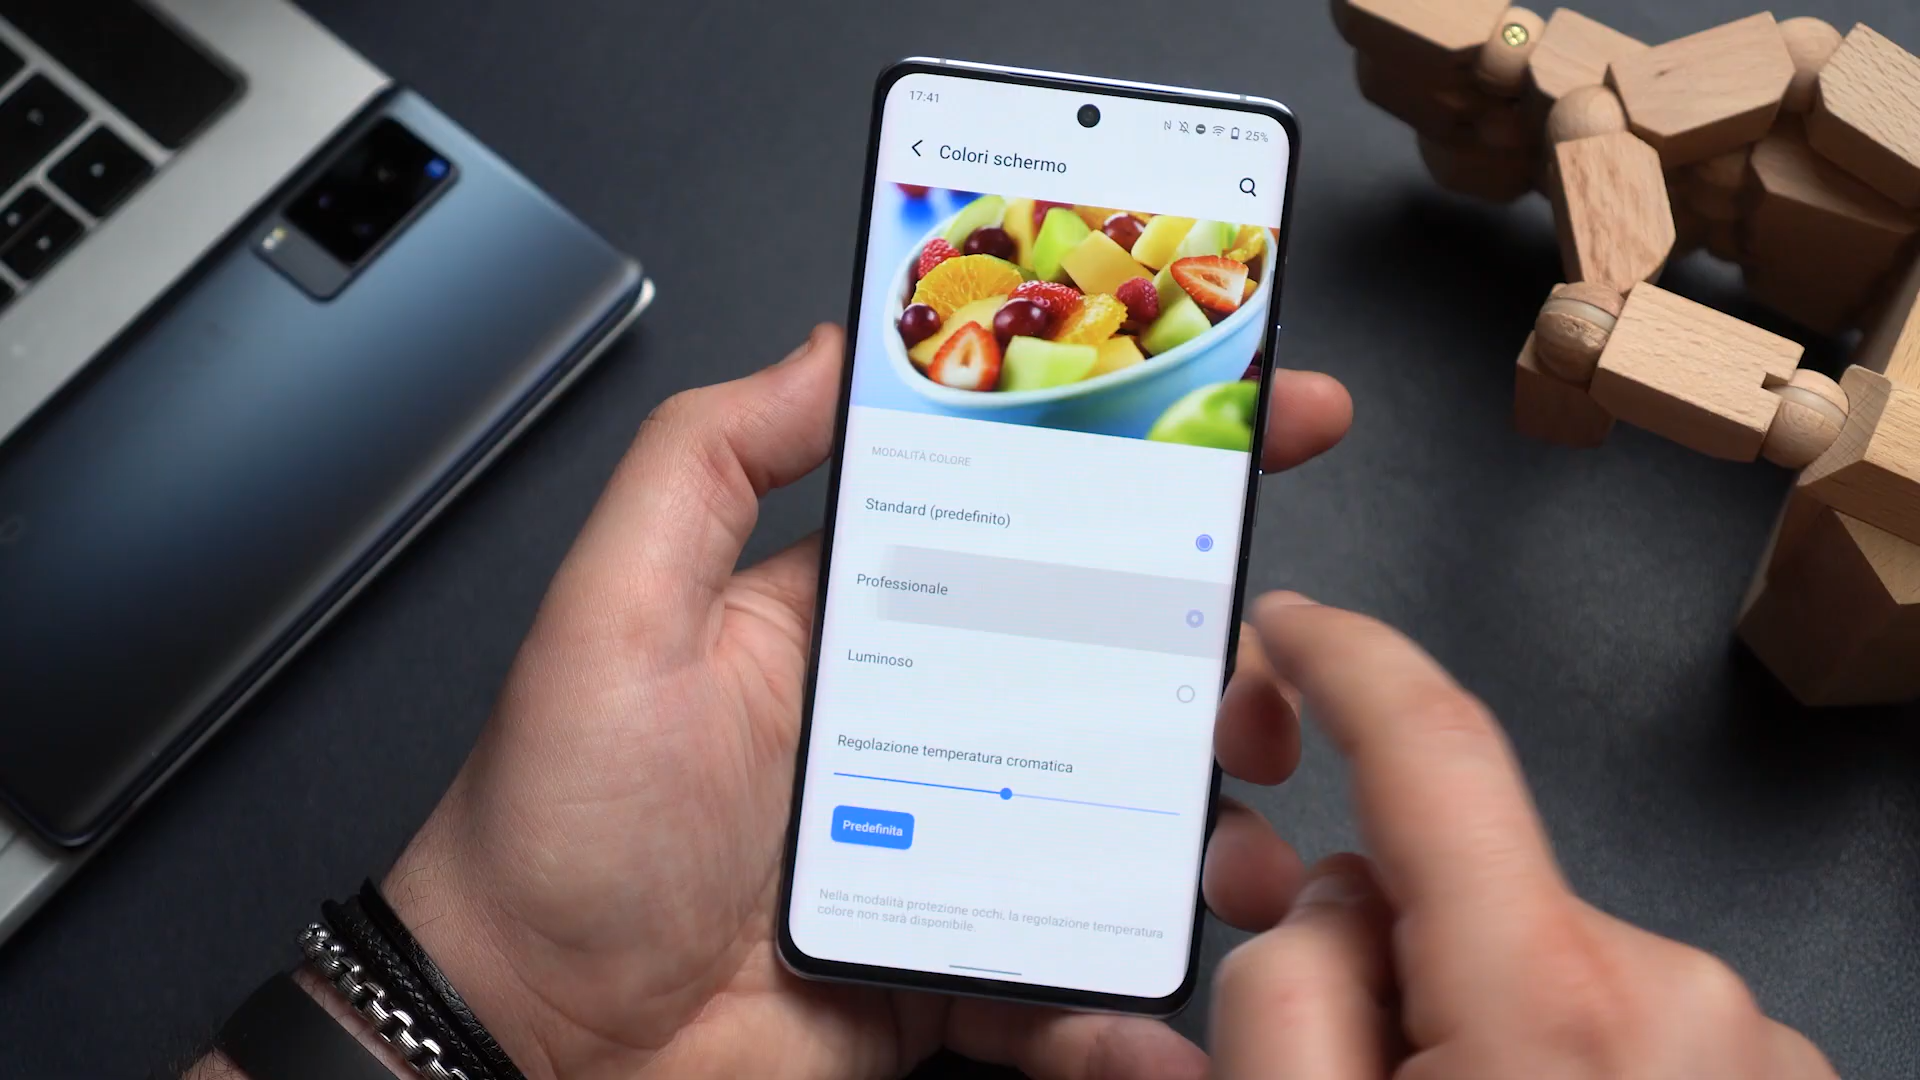 17:41
25%
Colori schermo
MODALITÀ COLORE
Standard (predefinito)
Professionale
Luminoso
Regolazione temperatura cromatica
Predefinita
Nella modalità protezione occhi, la regolazione temperatura
colore non sarà disponibile.